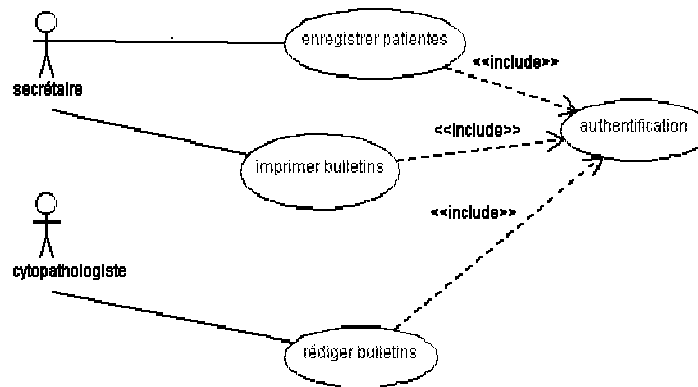 enregistrer patientes
<<include>>
secrétaire
authentification
<<include>>
imprimer bulletins
<<include>>
cytopathologiste
rédiger bulletins